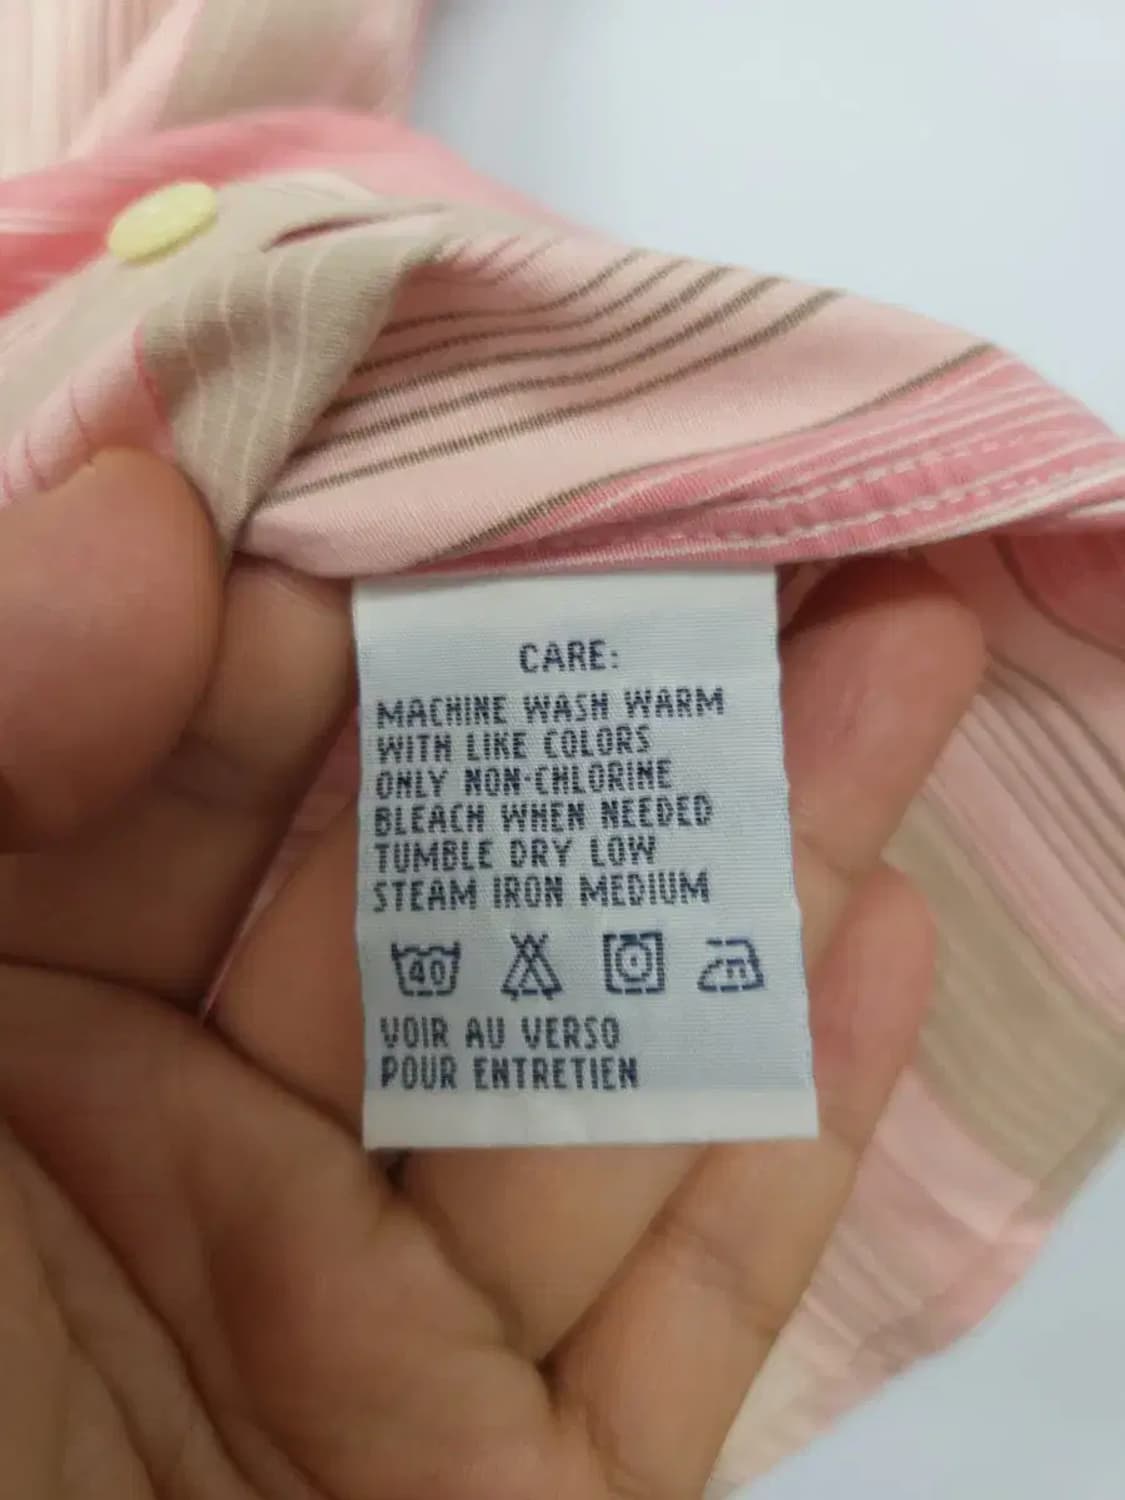 CARE:
MACHINE WASH WARM
WITH LIKE COLORS
ONLY NON-CHLORINE
BLEACH WHEN NEEDED
TUMBLE DRY LOW
STEAM IRON MEDIUM
40
VOIR AU VERSO
POUR ENTRETIEN